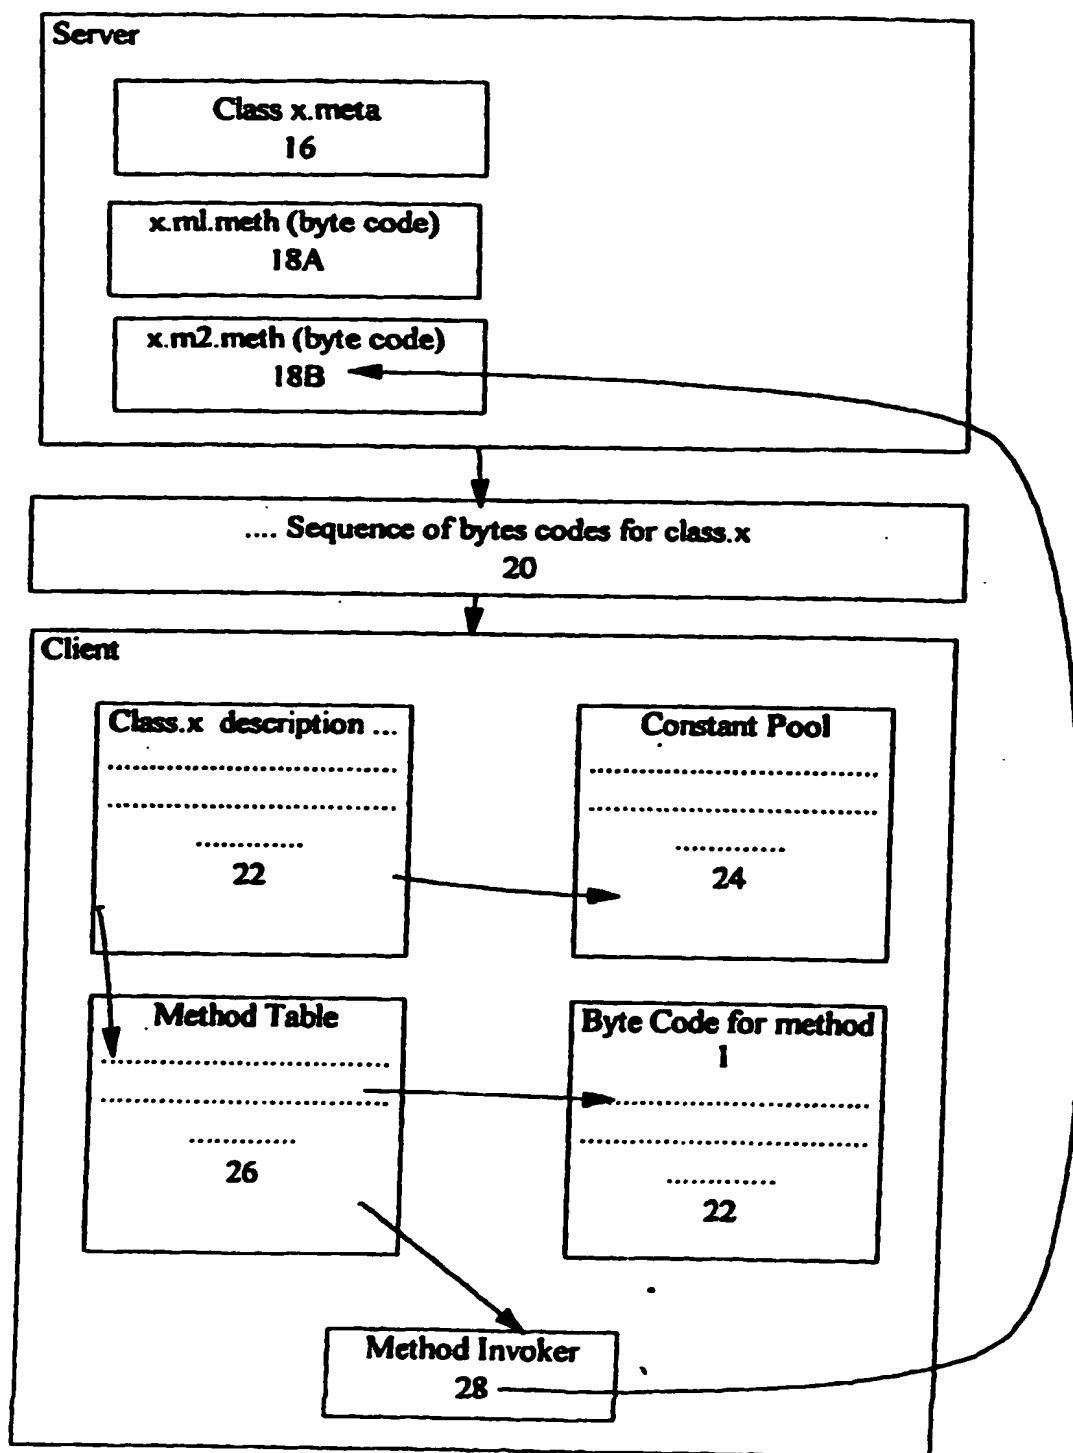 Server
Class x.meta
16
x.ml.meth (byte code)
18A
x.m2.meth (byte code)
18B
.... Sequence of bytes codes for class.x
20
Client
Class.x description ...
22
Constant Pool
24
Method Table
26
Byte Code for method
1
22
Method Invoker
28